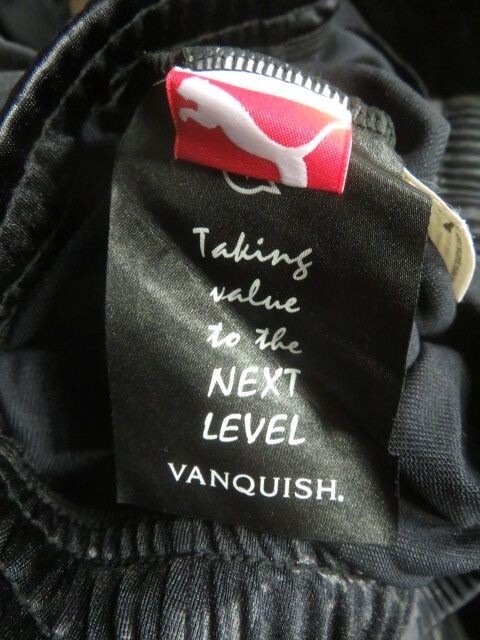 Taking
value
to the
NEXT
LEVEL
VANQUISH.